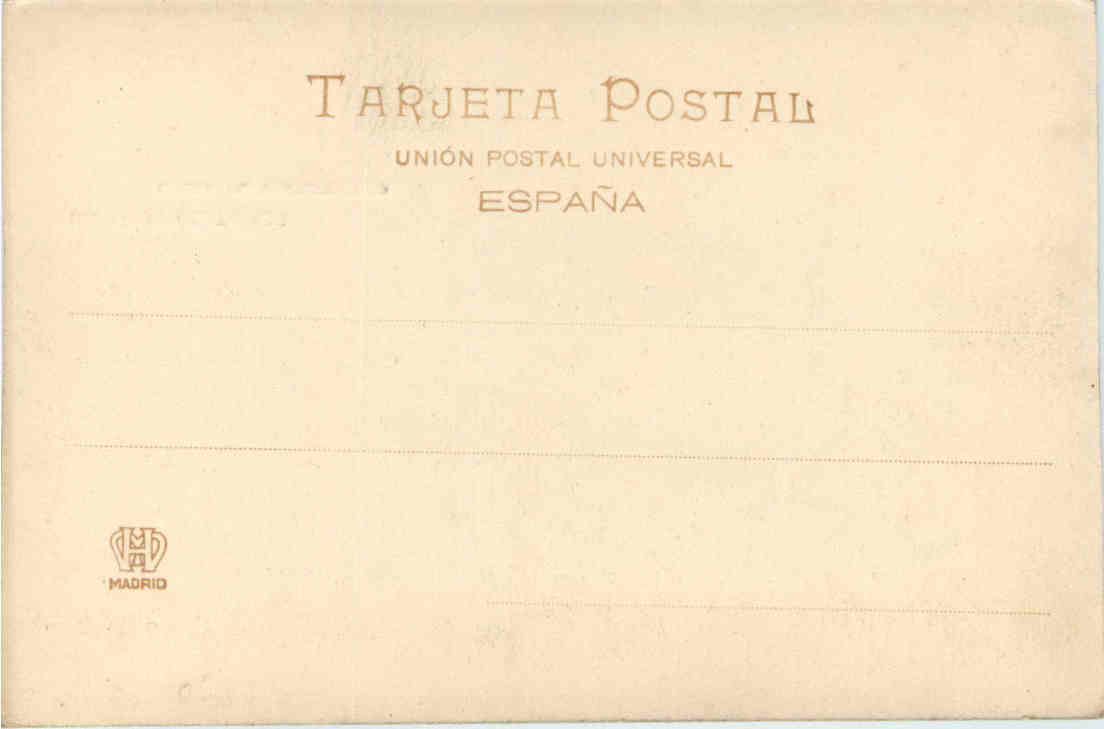 TARJETA POSTAL
UNIÓN POSTAL UNIVERSAL
ESPAÑA
MADRID